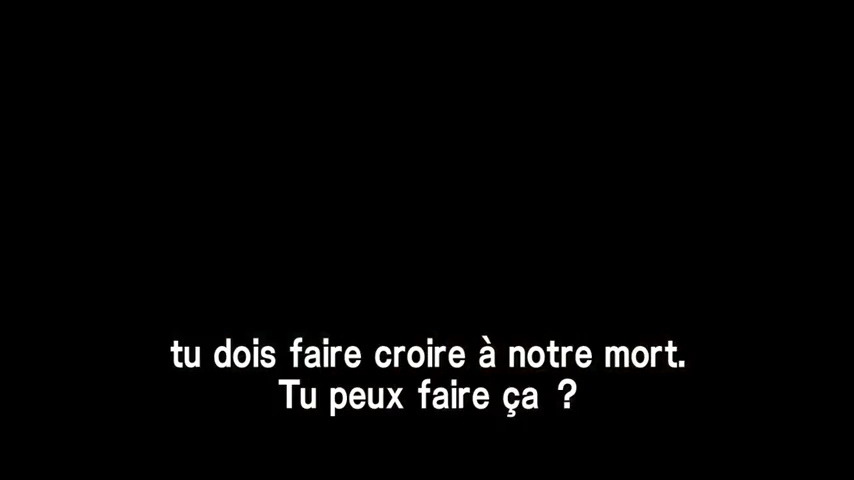 tu dois faire croire à notre mort.
Tu peux faire ça ?